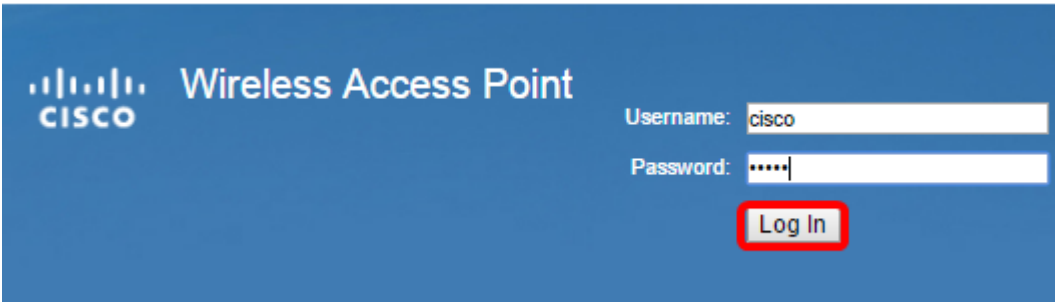 CISCO
Wireless Access Point
Username: cisco
Password: •••••
Log In